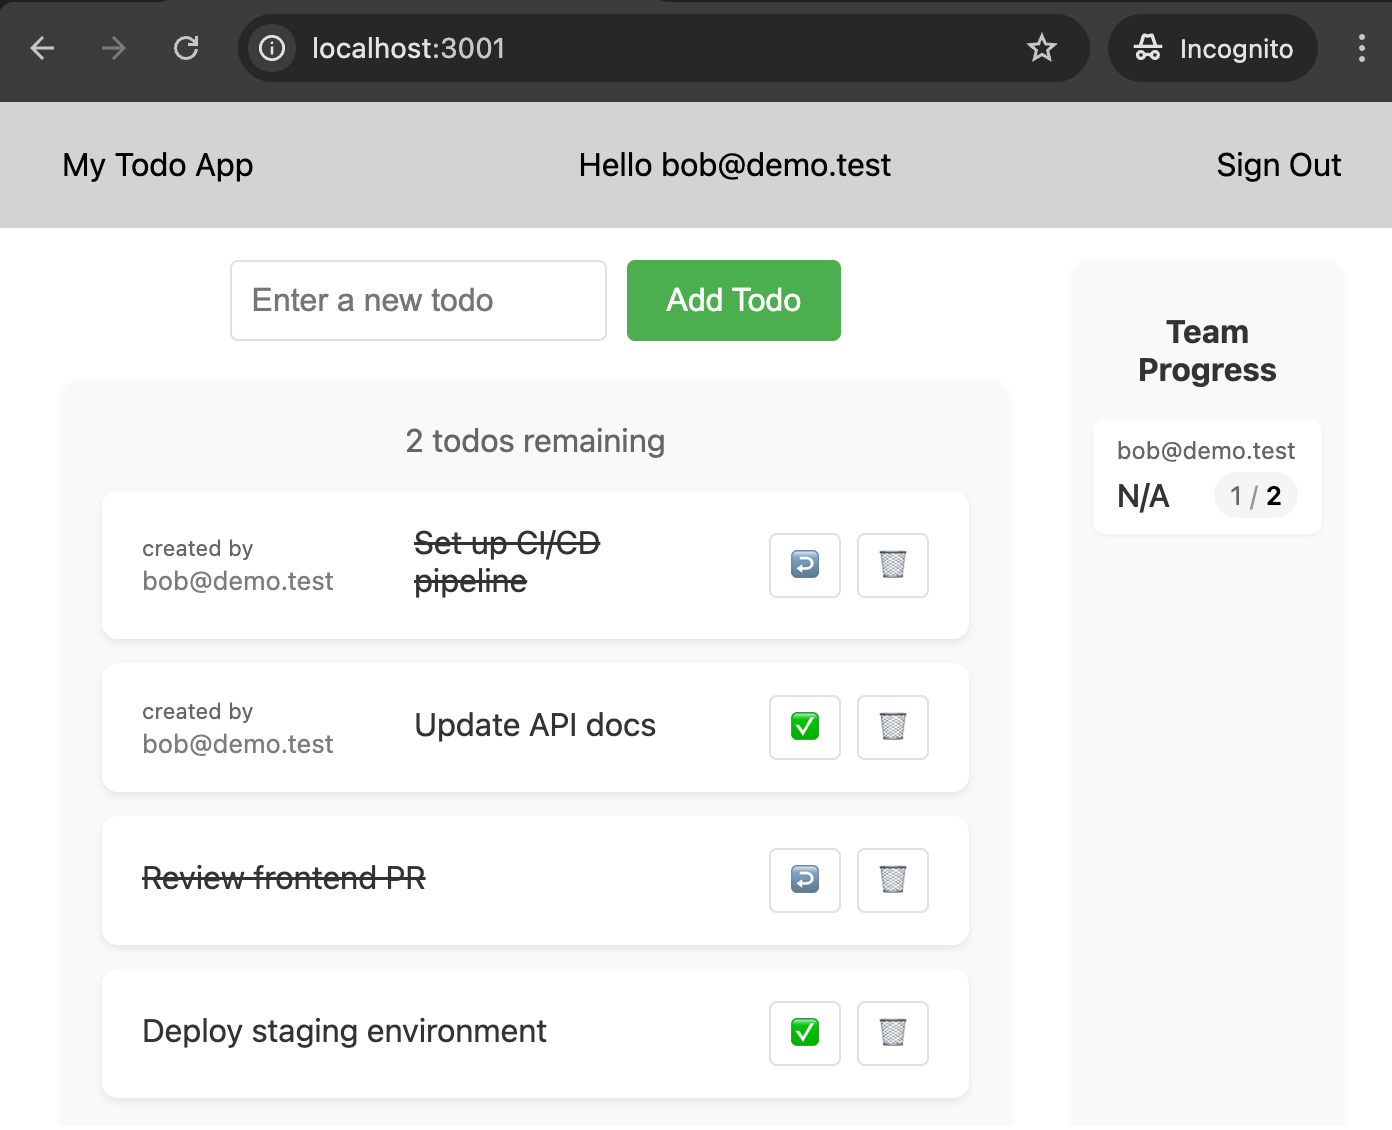 localhost:3001
Incognito
My Todo App
Hello bob@demo.test
Sign Out
Enter a new todo
Add Todo
2 todos remaining
created by
bob@demo.test
Set up CI/CD
pipeline
created by
bob@demo.test
Update API docs
Review frontend PR
Deploy staging environment
Team
Progress
bob@demo.test
N/A
1 / 2